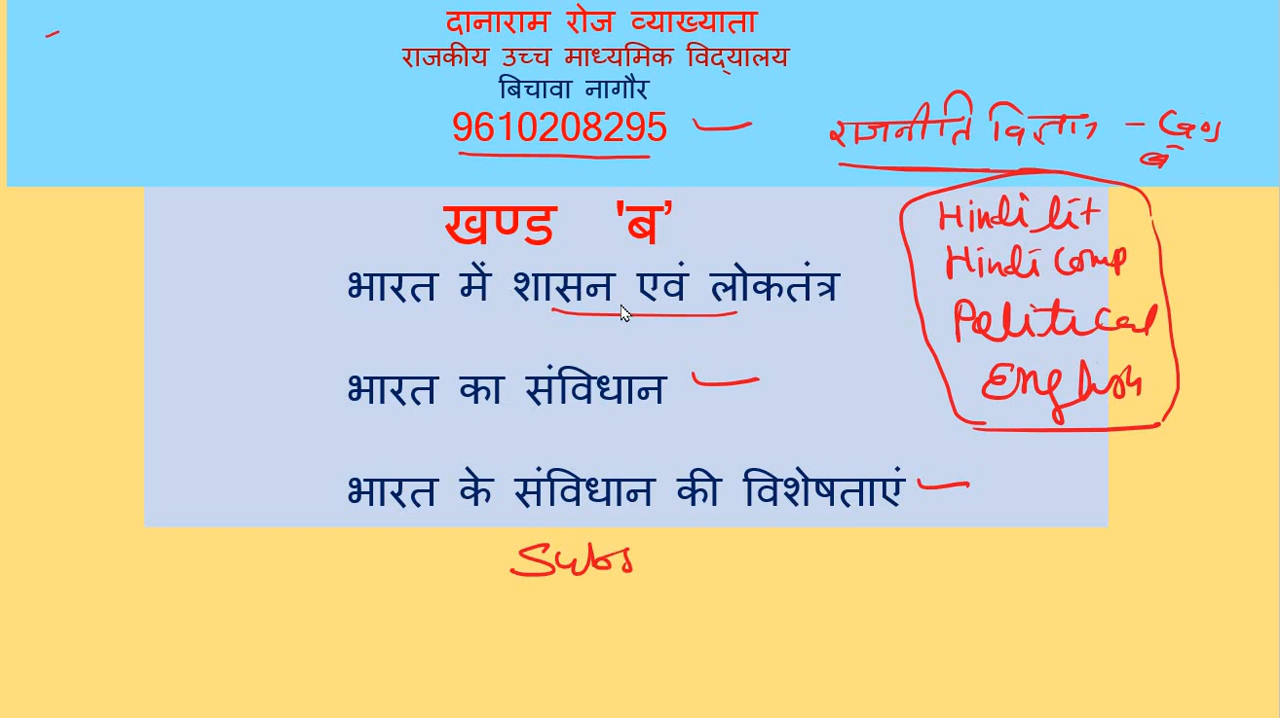 दानाराम रोज व्याख्याता
राजकीय उच्च माध्यमिक विद्यालय
बिचावा नागौर
9610208295
राजनीति विज्ञान -
खण्ड 'ब’
Hindi lit
Hindi Comp
Political
English
भारत में शासन एवं लोकतंत्र
भारत का संविधान
भारत के संविधान की विशेषताएं
Subs